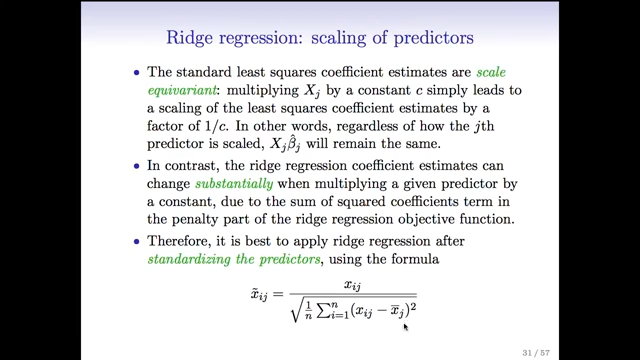 Ridge regression: scaling of predictors
• The standard least squares coefficient estimates are scale
equivariant: multiplying Xⱼ by a constant c simply leads to
a scaling of the least squares coefficient estimates by a
factor of 1/c. In other words, regardless of how the jth
predictor is scaled, Xⱼβ̂ⱼ will remain the same.
• In contrast, the ridge regression coefficient estimates can
change substantially when multiplying a given predictor by
a constant, due to the sum of squared coefficients term in
the penalty part of the ridge regression objective function.
• Therefore, it is best to apply ridge regression after
standardizing the predictors, using the formula
x̃ᵢⱼ = xᵢⱼ / √(1/n ∑ⁿᵢ₌₁(xᵢⱼ − x̄ⱼ)²)
31 / 57